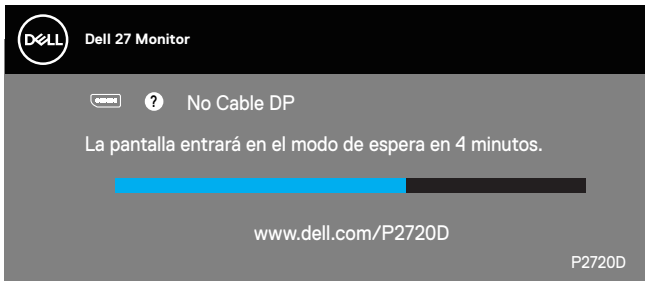 DELL
Dell 27 Monitor
? No Cable DP
La pantalla entrará en el modo de espera en 4 minutos.
www.dell.com/P2720D
P2720D